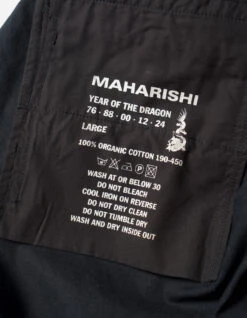 MAHARISHI
YEAR OF THE DRAGON
76 · 88 · 00 · 12 · 24
LARGE
100% ORGANIC COTTON 190-450
WASH AT OR BELOW 30
DO NOT BLEACH
COOL IRON ON REVERSE
DO NOT DRY CLEAN
DO NOT TUMBLE DRY
WASH AND DRY INSIDE OUT